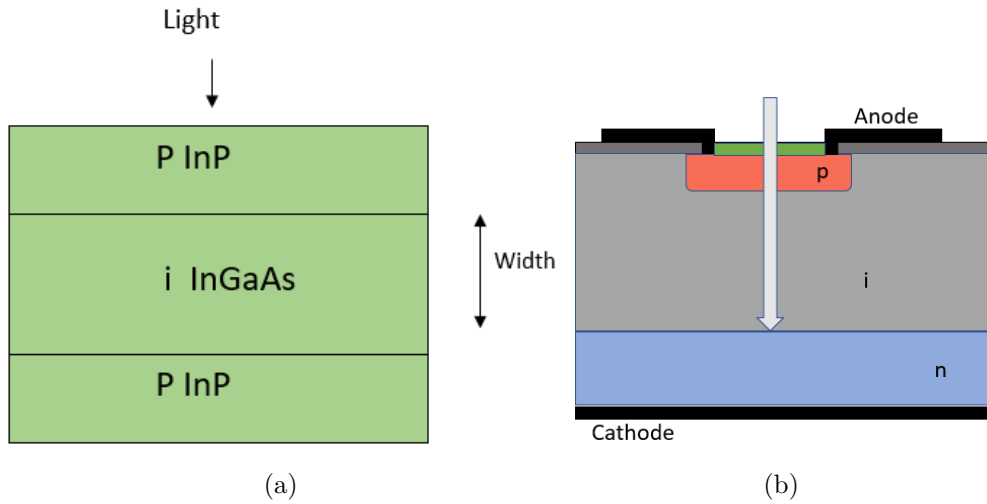 Light
P InP
i InGaAs
Width
P InP
(a)
Anode
p
i
n
Cathode
(b)